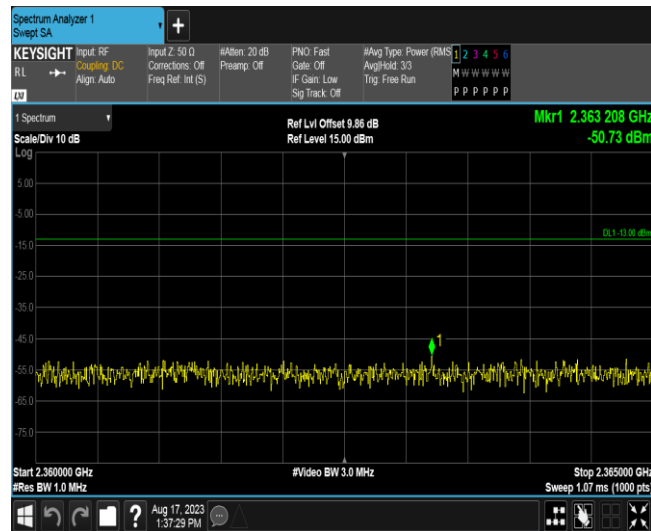 Spectrum Analyzer 1
Swept SA
+
KEYSIGHT
RL
LXI
Input: RF
Coupling: DC
Align: Auto
Input Z: 50 Ω
Corrections: Off
Freq Ref: Int (S)
#Atten: 20 dB
Preamp: Off
PNO: Fast
Gate: Off
IF Gain: Low
Sig Track: Off
#Avg Type: Power (RMS
Avg|Hold: 3/3
Trig: Free Run
1 2 3 4 5 6
M W W W W W
P P P P P P
1 Spectrum
Scale/Div 10 dB
Ref Lvl Offset 9.86 dB
Ref Level 15.00 dBm
Mkr1 2.363 208 GHz
-50.73 dBm
Log
5.00
-5.00
DL1 -13.00 dBm
-15.0
-25.0
-35.0
-45.0
1
-55.0
-65.0
-75.0
Start 2.360000 GHz
#Res BW 1.0 MHz
#Video BW 3.0 MHz
Stop 2.365000 GHz
Sweep 1.07 ms (1000 pts)
?
Aug 17, 2023
1:37:29 PM